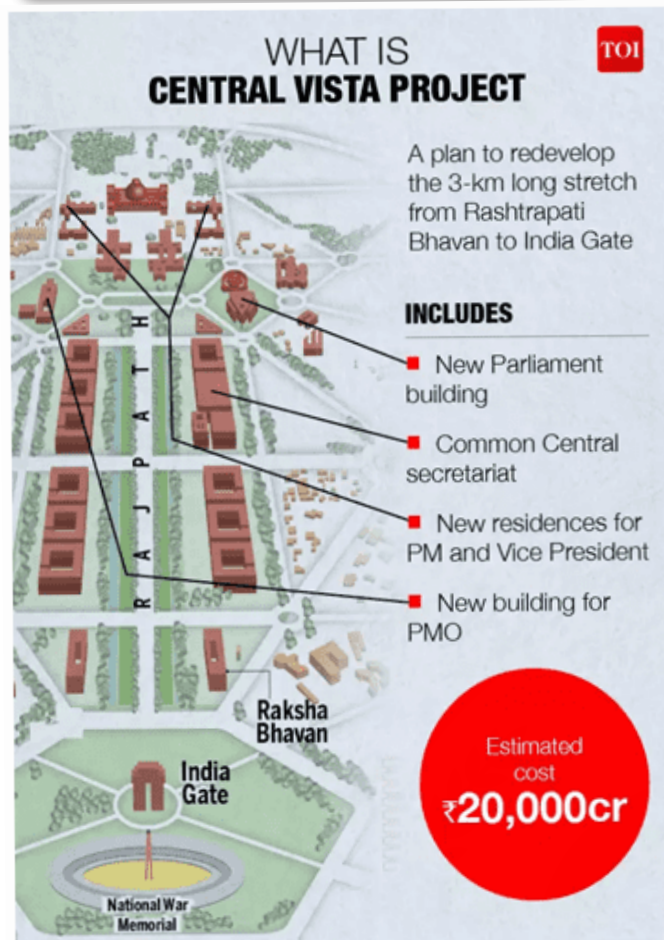 WHAT IS
CENTRAL VISTA PROJECT
TOI
A plan to redevelop
the 3-km long stretch
from Rashtrapati
Bhavan to India Gate
INCLUDES
New Parliament
building
Common Central
secretariat
New residences for
PM and Vice President
New building for
PMO
RAJPATH
Raksha
Bhavan
India
Gate
National War
Memorial
Estimated
cost
₹20,000cr